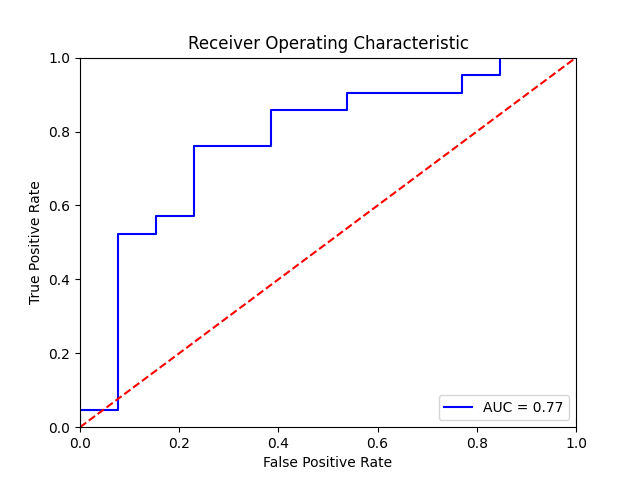 Receiver Operating Characteristic
1.0
0.8
0.6
0.4
0.2
0.0
True Positive Rate
AUC = 0.77
0.0 0.2 0.4 0.6 0.8 1.0
False Positive Rate